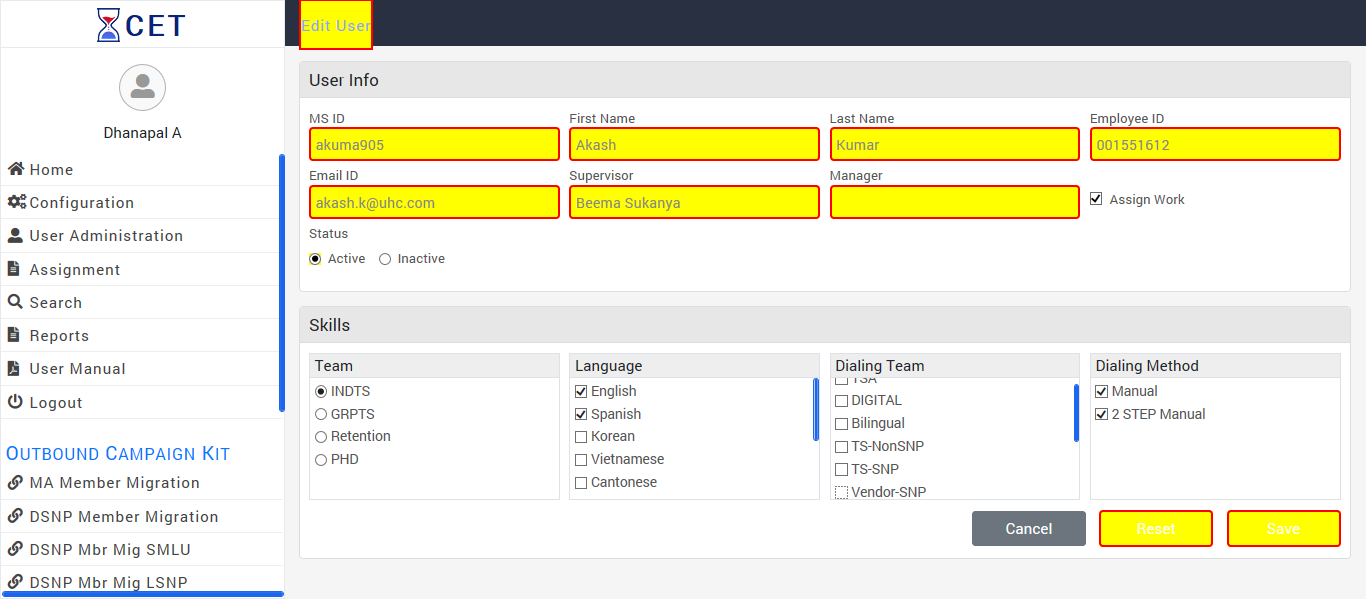 CET
Dhanapal A
Home
Configuration
User Administration
Assignment
Search
Reports
User Manual
Logout
OUTBOUND CAMPAIGN KIT
MA Member Migration
DSNP Member Migration
DSNP Mbr Mig SMLU
DSNP Mbr Mig LSNP
Edit User
User Info
MS ID
First Name
Last Name
Employee ID
akuma905
Akash
Kumar
001551612
Email ID
Supervisor
Manager
akash.k@uhc.com
Beema Sukanya
Assign Work
Status
Active
Inactive
Skills
Team
INDTS
GRPTS
Retention
PHD
Language
English
Spanish
Korean
Vietnamese
Cantonese
Dialing Team
TSA
DIGITAL
Bilingual
TS-NonSNP
TS-SNP
Vendor-SNP
Dialing Method
Manual
2 STEP Manual
Cancel
Reset
Save